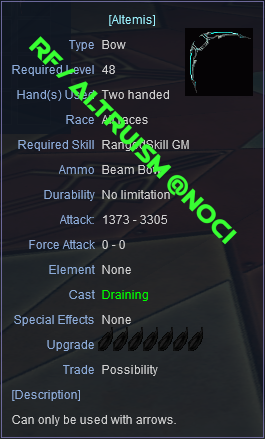 [Altemis]
Type Bow
Required Level 48
Hand(s) Used Two handed
Race All races
Required Skill Ranged Skill GM
Ammo Beam Bow
Durability No limitation
Attack: 1373 - 3305
Force Attack 0 - 0
Element None
Cast Draining
Special Effects None
Upgrade
Trade Possibility
[Description]
Can only be used with arrows.
RF / ALTRUISM @NOCI